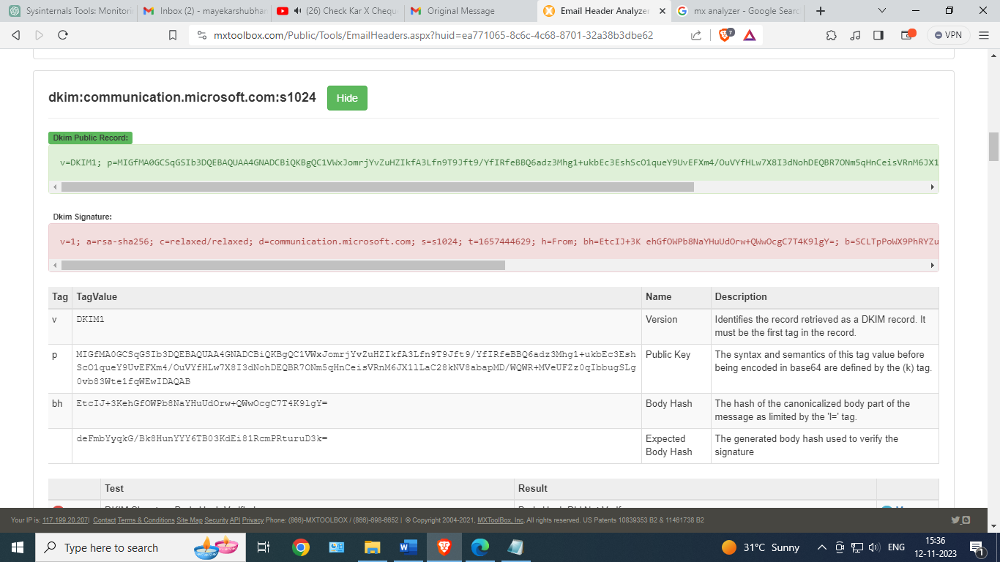 Sysinternals Tools: Monitori
Inbox (2) - mayekarshubhan
(26) Check Kar X Chequ
Original Message
Email Header Analyzer
mx analyzer - Google Searc
mxtoolbox.com/Public/Tools/EmailHeaders.aspx?huid=ea771065-8c6c-4c68-8701-32a38b3dbe62
7
VPN
dkim:communication.microsoft.com:s1024
Hide
Dkim Public Record:
v=DKIM1; p=MIGfMA0GCSqGSIb3DQEBAQUAA4GNADCBiQKBgQC1VWxJomrjYvZuHZIkfA3Lfn9T9Jft9/YfIRfeBBQ6adz3Mhg1+ukbEc3EshScO1queY9UvEFXm4/OuVYfHLw7X8I3dNohDEQBR7ONm5qHnCeisVRnM6JX1
Dkim Signature:
v=1; a=rsa-sha256; c=relaxed/relaxed; d=communication.microsoft.com; s=s1024; t=1657444629; h=From; bh=EtcIJ+3K ehGfOWPb8NaYHuUdOrw+QWwOcgC7T4K9lgY=; b=SCLTpPoWX9PhRYZu
Tag TagValue Name Description
v DKIM1 Version Identifies the record retrieved as a DKIM record. It
must be the first tag in the record.
p MIGfMA0GCSqGSIb3DQEBAQUAA4GNADCBiQKBgQC1VWxJomrjYvZuHZIkfA3Lfn9T9Jft9/YfIRfeBBQ6adz3Mhg1+ukbEc3Esh Public Key The syntax and semantics of this tag value before
ScO1queY9UvEFXm4/OuVYfHLw7X8I3dNohDEQBR7ONm5qHnCeisVRnM6JX1lLaC28kNV8abapMD/WQWR+MVeUFZz0qIbbugSLg being encoded in base64 are defined by the (k) tag.
0vb83Wte1fqWEwIDAQAB
bh EtcIJ+3KehGfOWPb8NaYHuUdOrw+QWwOcgC7T4K9lgY= Body Hash The hash of the canonicalized body part of the
message as limited by the 'l=' tag.
deFmbYyqkG/Bk8HunYYY6TB03KdEi81RcmPRturuD3k= Expected The generated body hash used to verify the
Body Hash signature
Test Result
Your IP is: 117.199.20.207| Contact Terms & Conditions Site Map Security API Privacy Phone: (866)-MXTOOLBOX / (866)-698-6652 | © Copyright 2004-2021, MXToolBox, Inc, All rights reserved. US Patents 10839353 B2 & 11461738 B2
Type here to search
31°C Sunny
ENG
15:36
12-11-2023
1